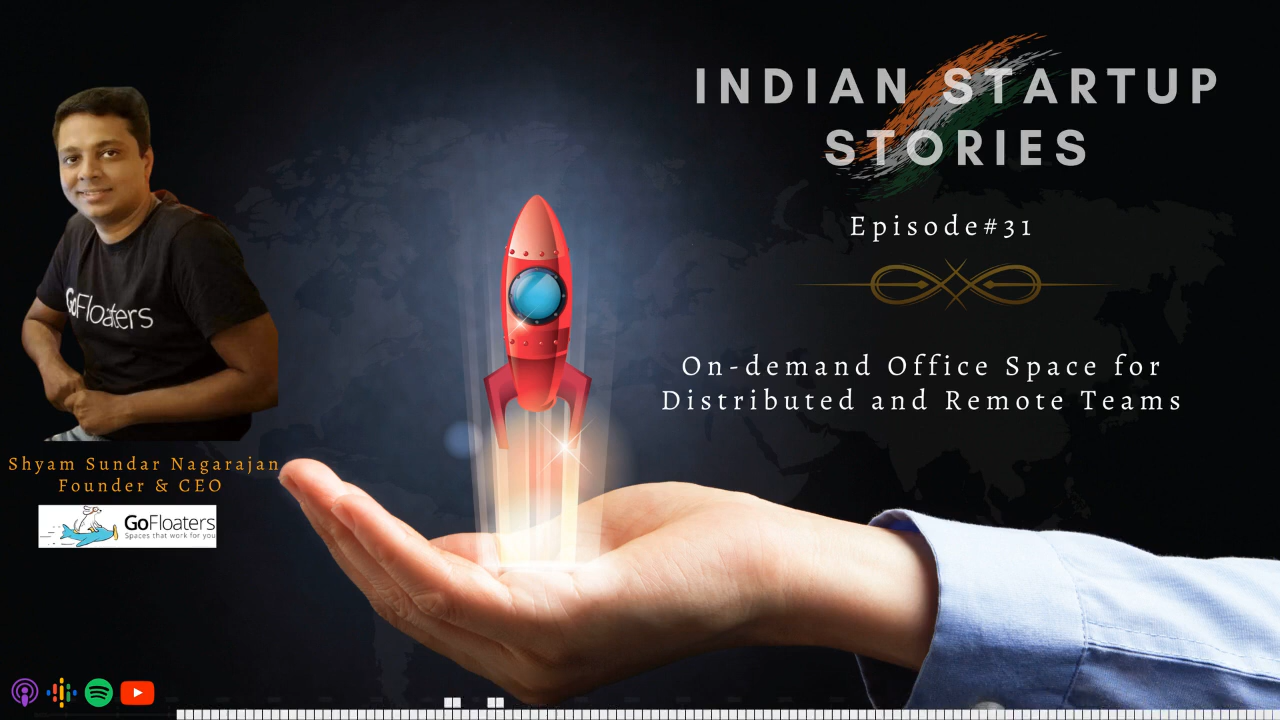 INDIAN STARTUP
STORIES
Episode#31
On-demand Office Space for
Distributed and Remote Teams
GoFloaters
Shyam Sundar Nagarajan
Founder & CEO
GoFloaters
Spaces that work for you